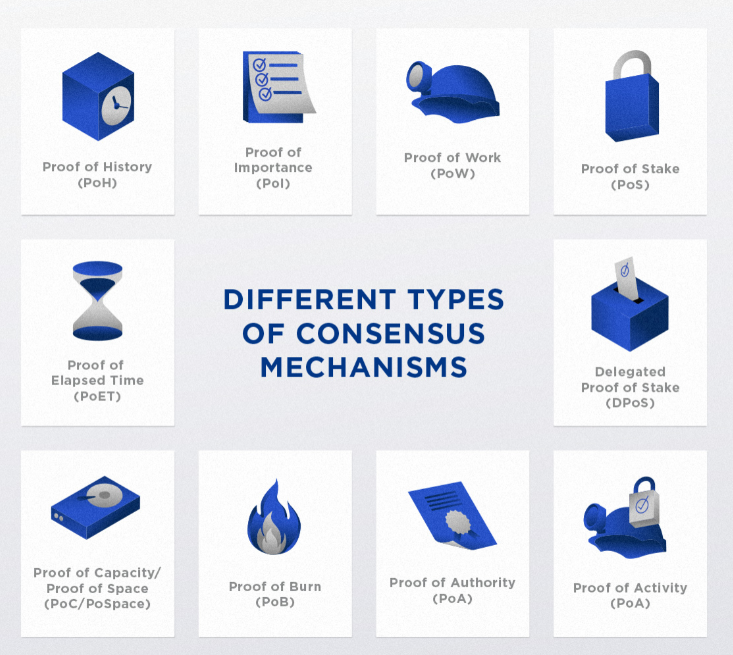 Proof of History
(PoH)
Proof of
Importance
(PoI)
Proof of Work
(PoW)
Proof of Stake
(PoS)
Proof of
Elapsed Time
(PoET)
DIFFERENT TYPES
OF CONSENSUS
MECHANISMS
Delegated
Proof of Stake
(DPoS)
Proof of Capacity/
Proof of Space
(PoC/PoSpace)
Proof of Burn
(PoB)
Proof of Authority
(PoA)
Proof of Activity
(PoA)